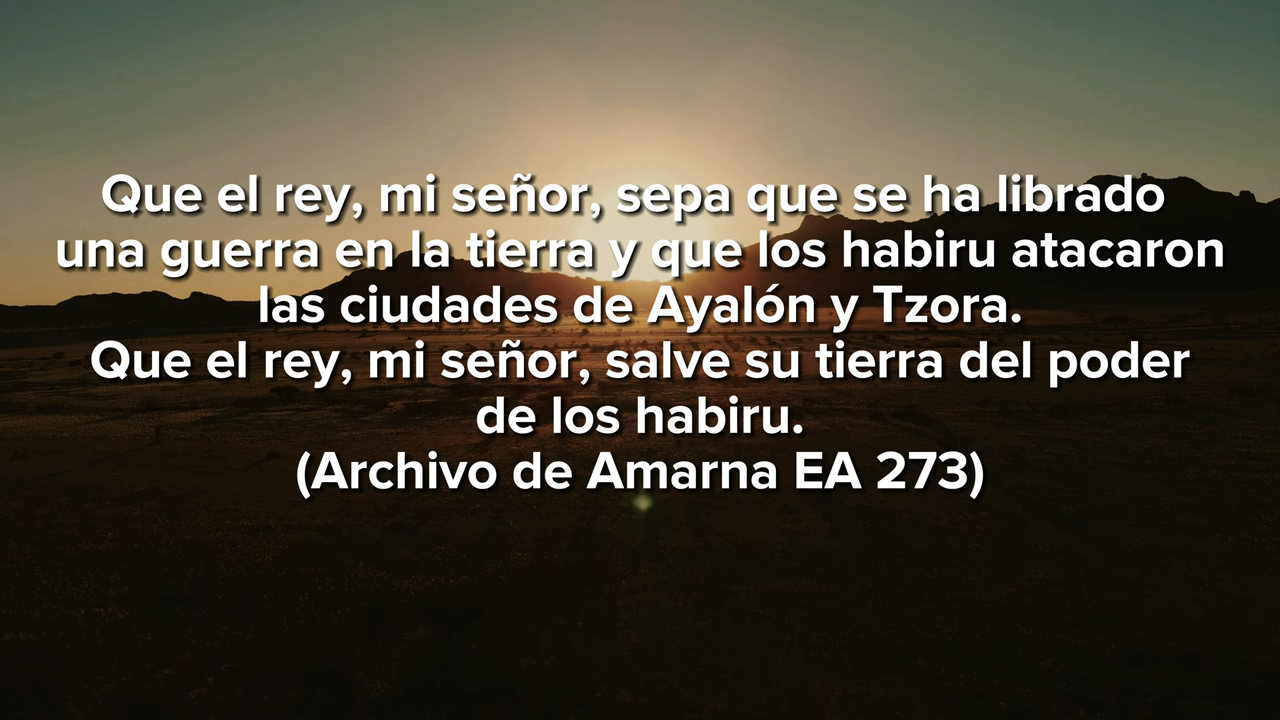 Que el rey, mi señor, sepa que se ha librado
una guerra en la tierra y que los habiru atacaron
las ciudades de Ayalón y Tzora.
Que el rey, mi señor, salve su tierra del poder
de los habiru.
(Archivo de Amarna EA 273)